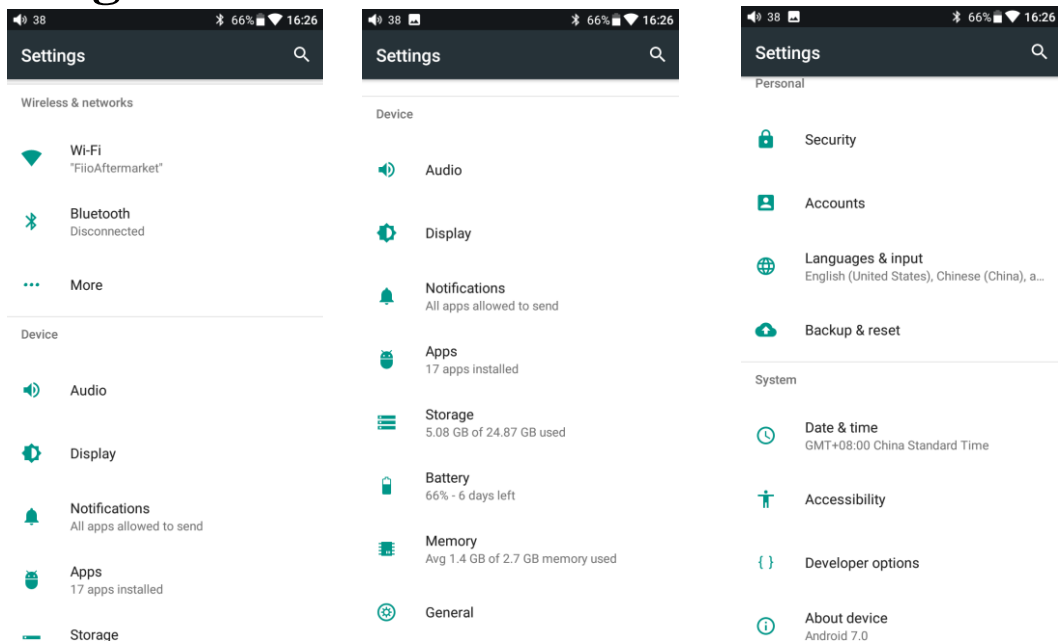 38 66% 16:26
Settings
Wireless & networks
Wi-Fi
"FiioAftermarket"
Bluetooth
Disconnected
More
Device
Audio
Display
Notifications
All apps allowed to send
Apps
17 apps installed
Storage
38 66% 16:26
Settings
Device
Audio
Display
Notifications
All apps allowed to send
Apps
17 apps installed
Storage
5.08 GB of 24.87 GB used
Battery
66% - 6 days left
Memory
Avg 1.4 GB of 2.7 GB memory used
General
38 66% 16:26
Settings
Personal
Security
Accounts
Languages & input
English (United States), Chinese (China), a...
Backup & reset
System
Date & time
GMT+08:00 China Standard Time
Accessibility
Developer options
About device
Android 7.0